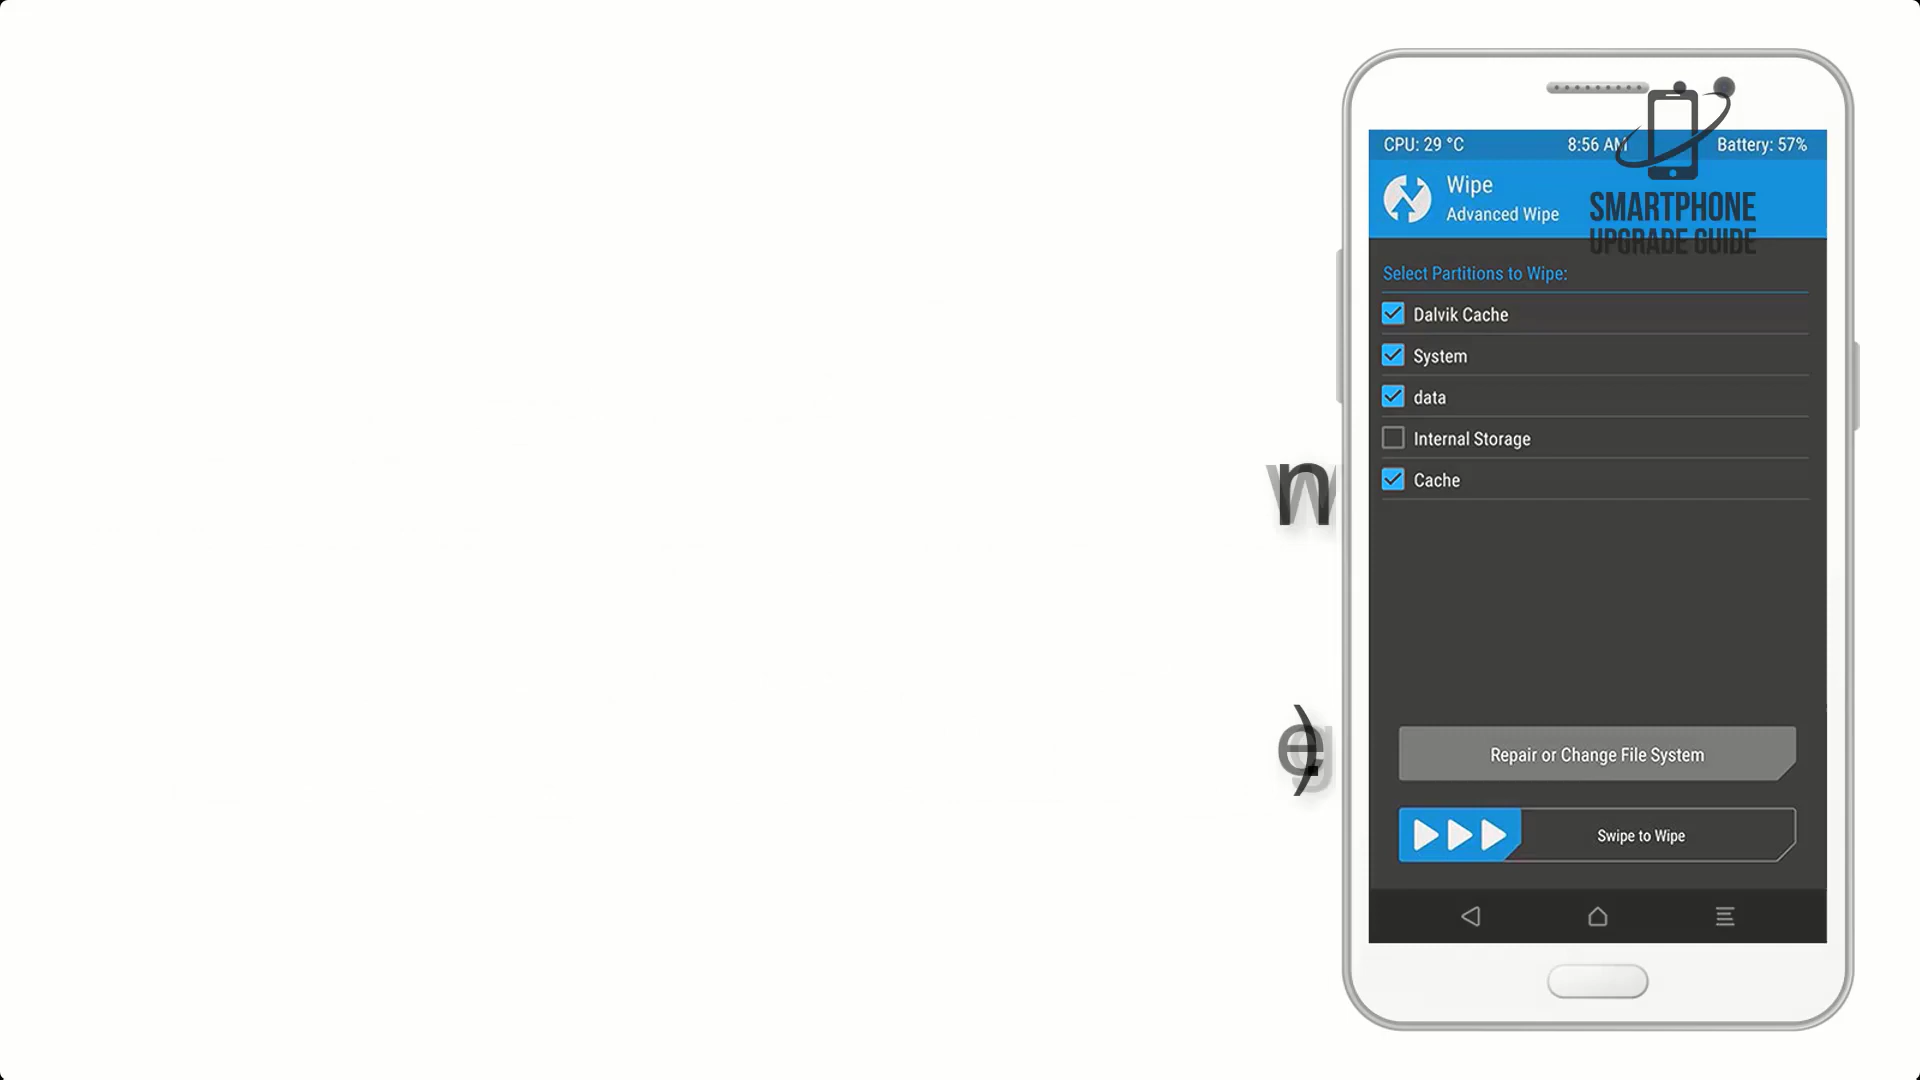 CPU: 29 °C 8:56 AM Battery: 57%
Wipe
Advanced Wipe
SMARTPHONE
UPGRADE GUIDE
Select Partitions to Wipe:
Dalvik Cache
System
data
Internal Storage
Cache
Repair or Change File System
Swipe to Wipe